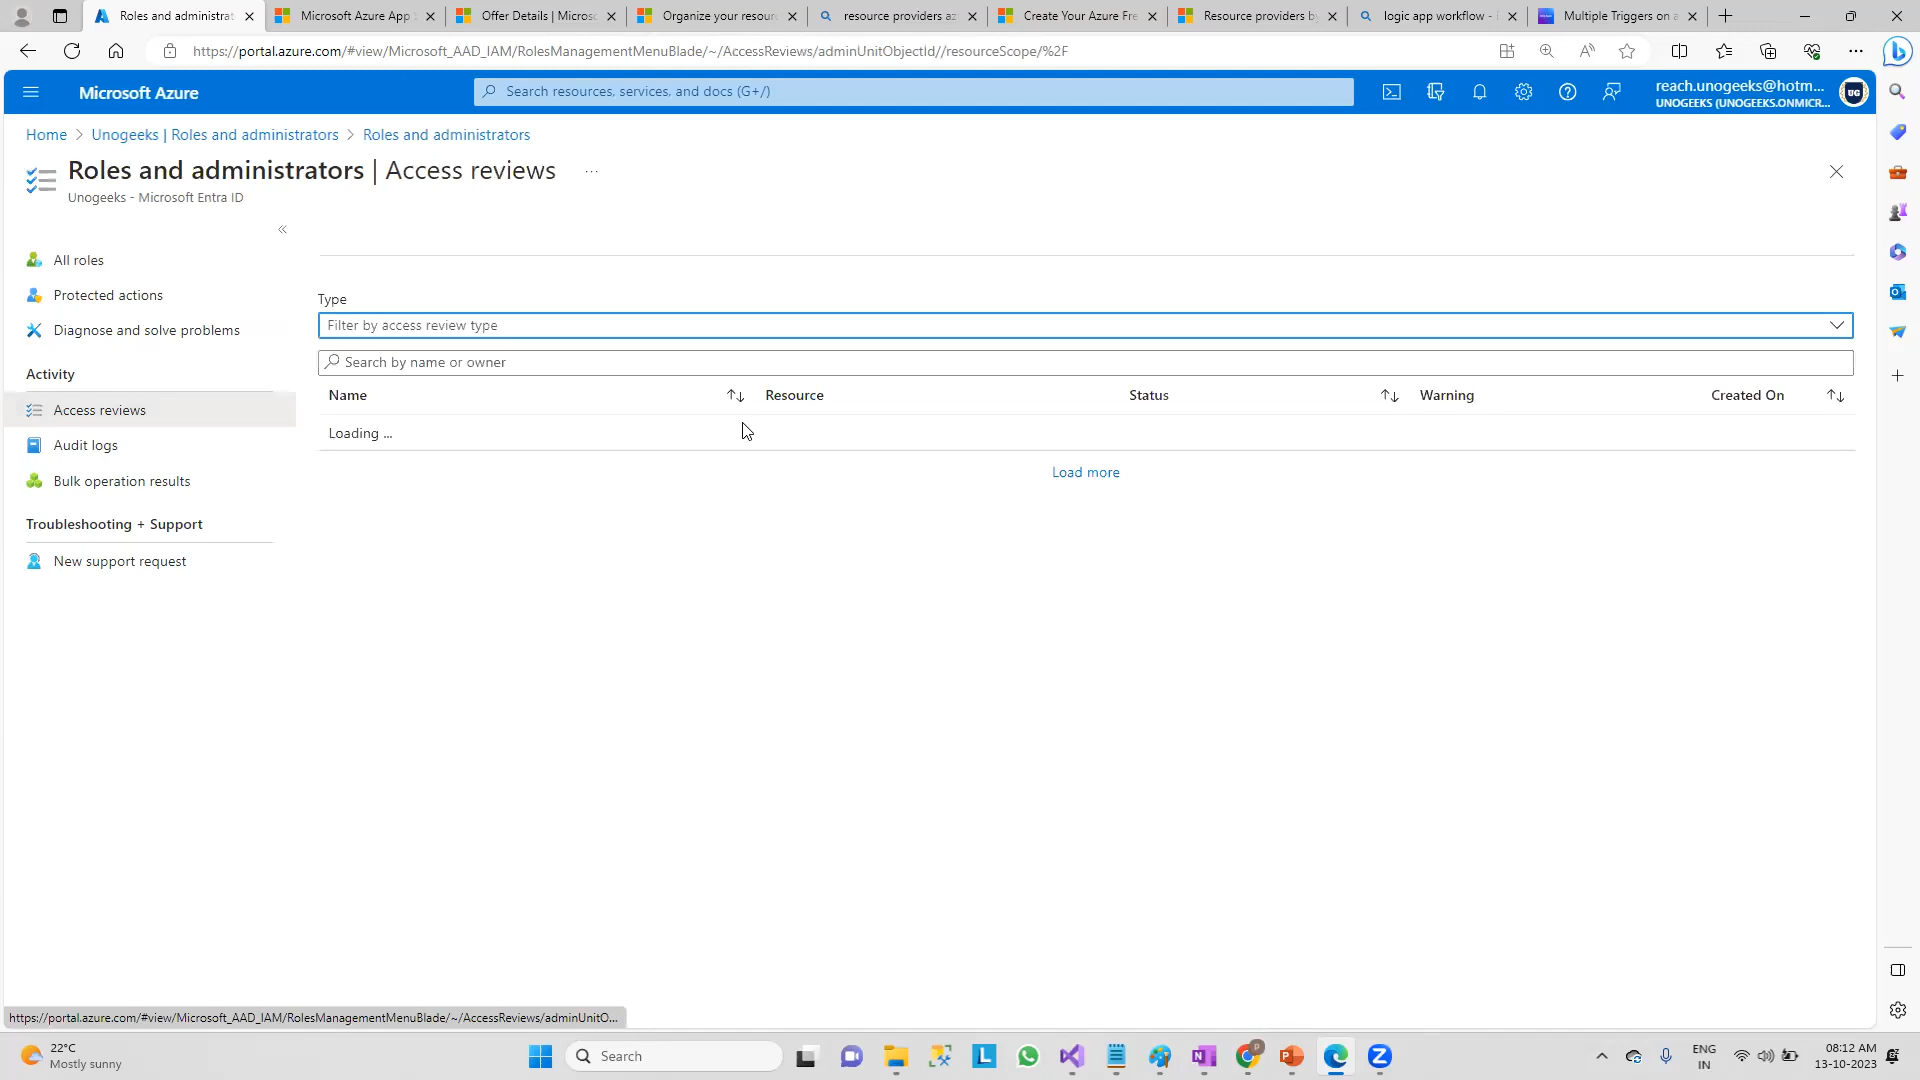 Roles and administrat
Microsoft Azure App
Offer Details | Micros
Organize your resour
resource providers az
Create Your Azure Fre
Resource providers by
logic app workflow -
Multiple Triggers on a
https://portal.azure.com/#view/Microsoft_AAD_IAM/RolesManagementMenuBlade/~/AccessReviews/adminUnitObjectId//resourceScope/%2F
Microsoft Azure
Search resources, services, and docs (G+/)
reach.unogeeks@hotm...
UNOGEEKS (UNOGEEKS.ONMICR...
UG
Home > Unogeeks | Roles and administrators > Roles and administrators
Roles and administrators | Access reviews ...
Unogeeks - Microsoft Entra ID
All roles
Protected actions
Diagnose and solve problems
Activity
Access reviews
Audit logs
Bulk operation results
Troubleshooting + Support
New support request
Type
Filter by access review type
Search by name or owner
Name
Resource
Status
Warning
Created On
Loading ...
Load more
https://portal.azure.com/#view/Microsoft_AAD_IAM/RolesManagementMenuBlade/~/AccessReviews/adminUnitO...
22°C
Mostly sunny
Search
ENG
IN
08:12 AM
13-10-2023